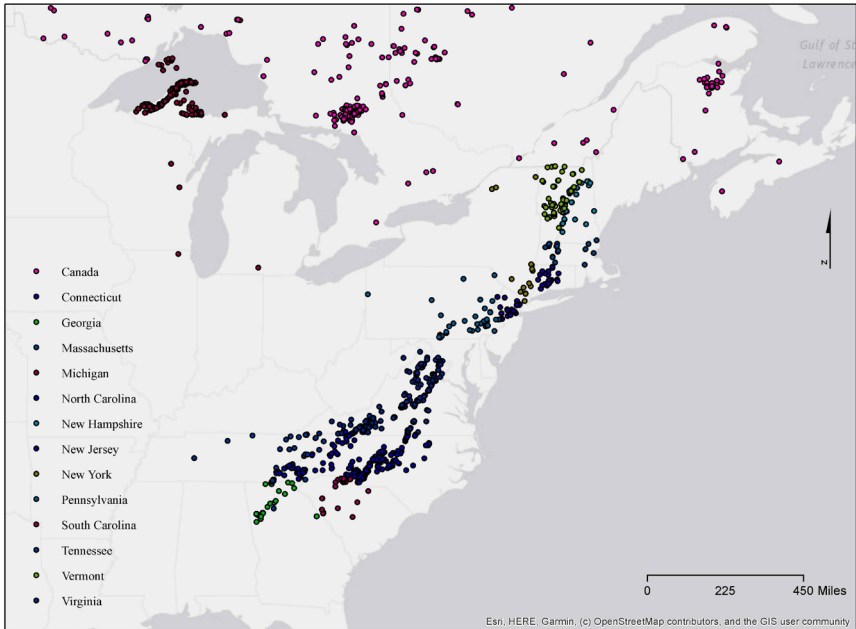 Gulf of St
Lawrence
Canada
Connecticut
Georgia
Massachusetts
Michigan
North Carolina
New Hampshire
New Jersey
New York
Pennsylvania
South Carolina
Tennessee
Vermont
Virginia
N
0 225 450 Miles
Esri, HERE, Garmin, (c) OpenStreetMap contributors, and the GIS user community